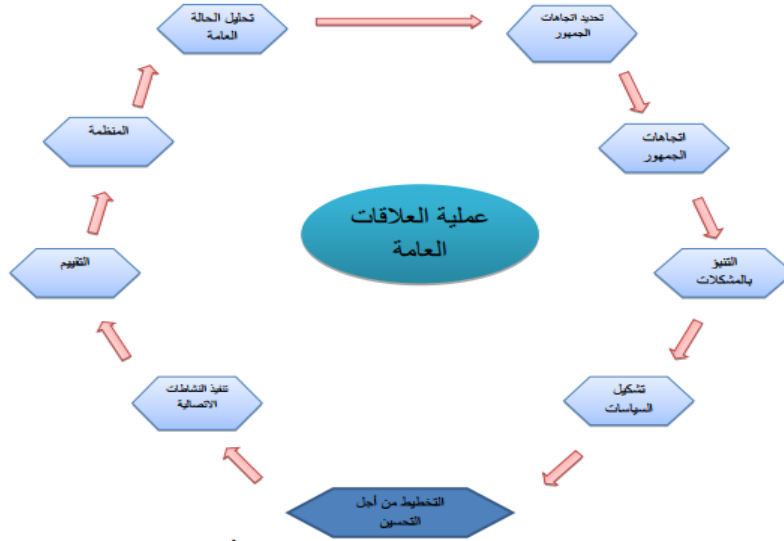 تحليل الحالة
العامة
تحديد اتجاهات
الجمهور
اتجاهات
الجمهور
التنبؤ
بالمشكلات
تشكيل
السياسات
التخطيط من أجل
التحسين
تنفيذ النشاطات
الاتصالية
التقييم
المنظمة
عملية العلاقات
العامة